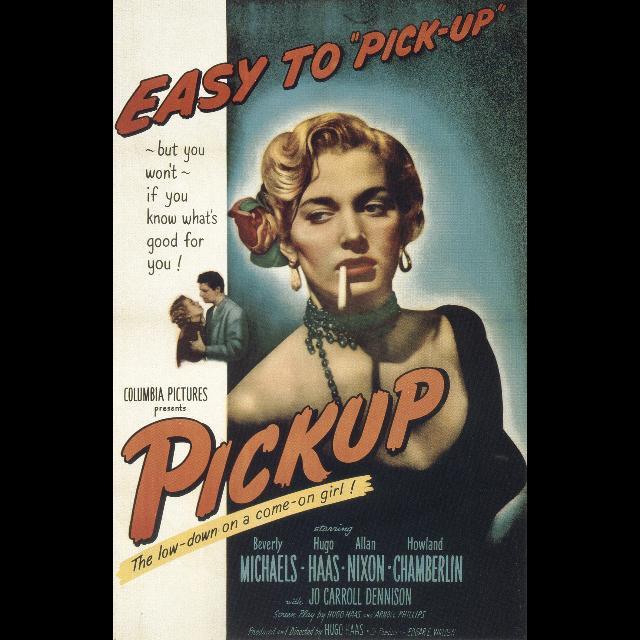 EASY TO "PICK-UP"
~but you
won't~
if you
know what's
good for
you!
COLUMBIA PICTURES
presents
PICKUP
The low-down on a come-on girl!
starring
Beverly Hugo Allan Howland
MICHAELS - HAAS - NIXON - CHAMBERLIN
with JO CARROLL DENNISON
Screen Play by HUGO HAAS and ARNOLD PHILLIPS
Produced and Directed by HUGO HAAS